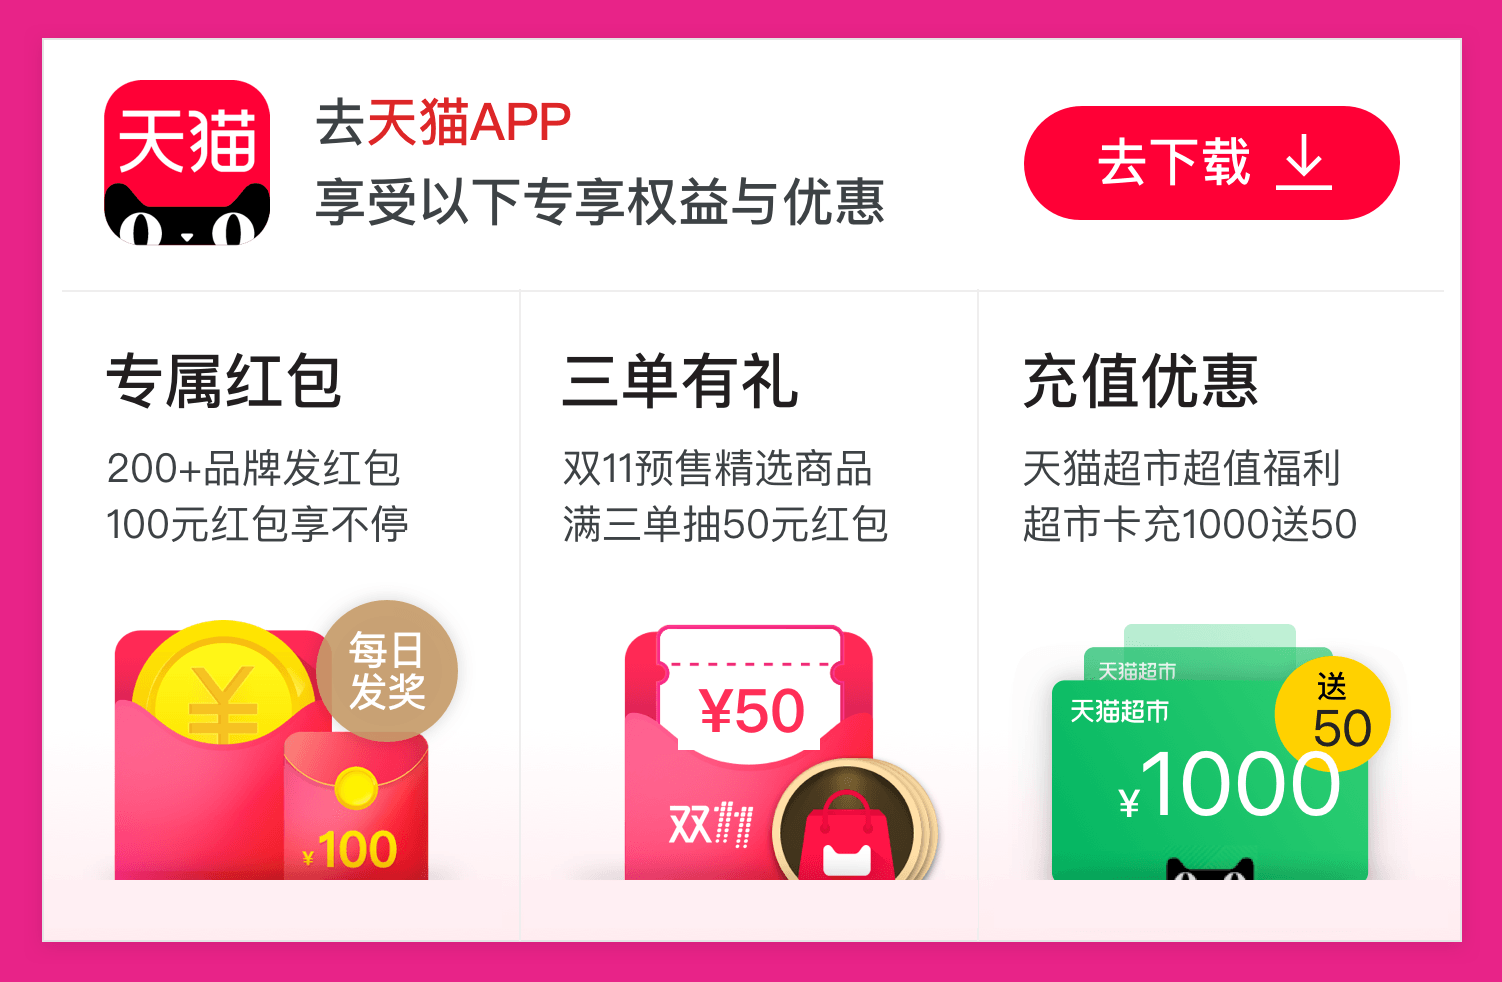 天猫
去天猫APP
享受以下专享权益与优惠
去下载
专属红包
200+品牌发红包
100元红包享不停
每日
发奖
¥
¥100
三单有礼
双11预售精选商品
满三单抽50元红包
¥50
双11
充值优惠
天猫超市超值福利
超市卡充1000送50
天猫超市
天猫超市
送
50
¥1000